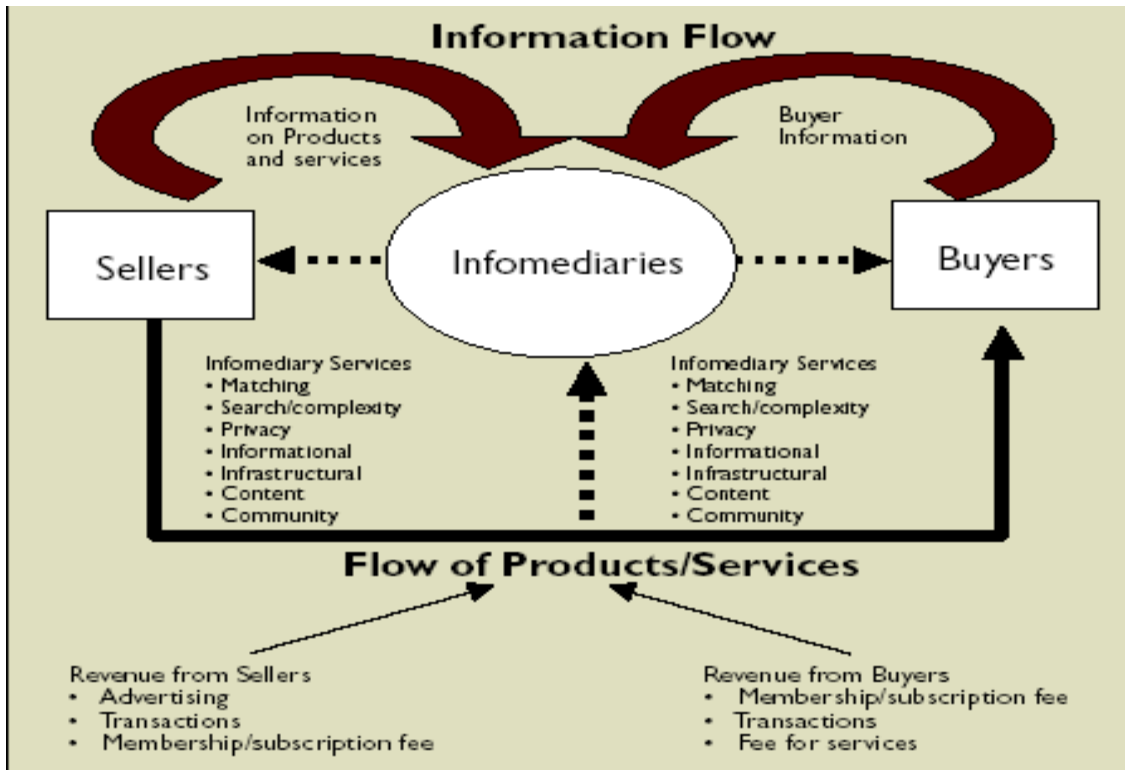 Information Flow
Information
on Products
and services
Buyer
Information
Sellers
Infomediaries
Buyers
Infomediary Services
• Matching
• Search/complexity
• Privacy
• Informational
• Infrastructural
• Content
• Community
Infomediary Services
• Matching
• Search/complexity
• Privacy
• Informational
• Infrastructural
• Content
• Community
Flow of Products/Services
Revenue from Sellers
• Advertising
• Transactions
• Membership/subscription fee
Revenue from Buyers
• Membership/subscription fee
• Transactions
• Fee for services